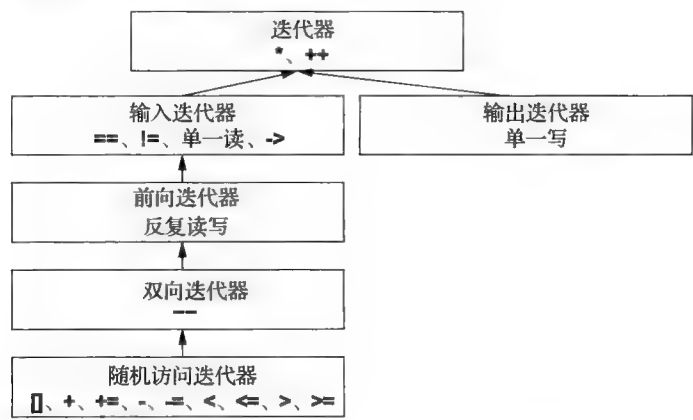 迭代器
*、++
输入迭代器
==、!=、单一读、->
输出迭代器
单一写
前向迭代器
反复读写
双向迭代器
--
随机访问迭代器
[]、+、+=、-、-=、<、<=、>、>=